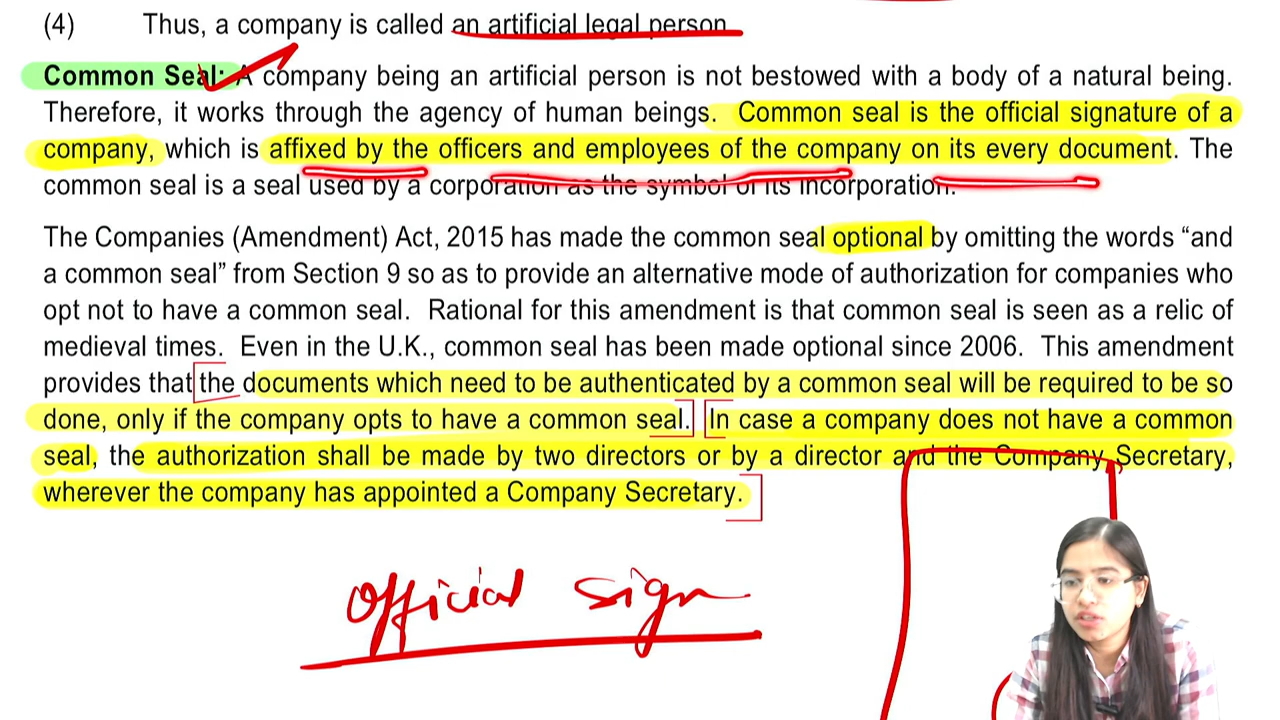 (4) Thus, a company is called an artificial legal person
Common Seal: A company being an artificial person is not bestowed with a body of a natural being.
Therefore, it works through the agency of human beings. Common seal is the official signature of a
company, which is affixed by the officers and employees of the company on its every document. The
common seal is a seal used by a corporation as the symbol of its incorporation.
The Companies (Amendment) Act, 2015 has made the common seal optional by omitting the words “and
a common seal” from Section 9 so as to provide an alternative mode of authorization for companies who
opt not to have a common seal. Rational for this amendment is that common seal is seen as a relic of
medieval times. Even in the U.K., common seal has been made optional since 2006. This amendment
provides that the documents which need to be authenticated by a common seal will be required to be so
done, only if the company opts to have a common seal. In case a company does not have a common
seal, the authorization shall be made by two directors or by a director and the Company Secretary,
wherever the company has appointed a Company Secretary.
Official sign